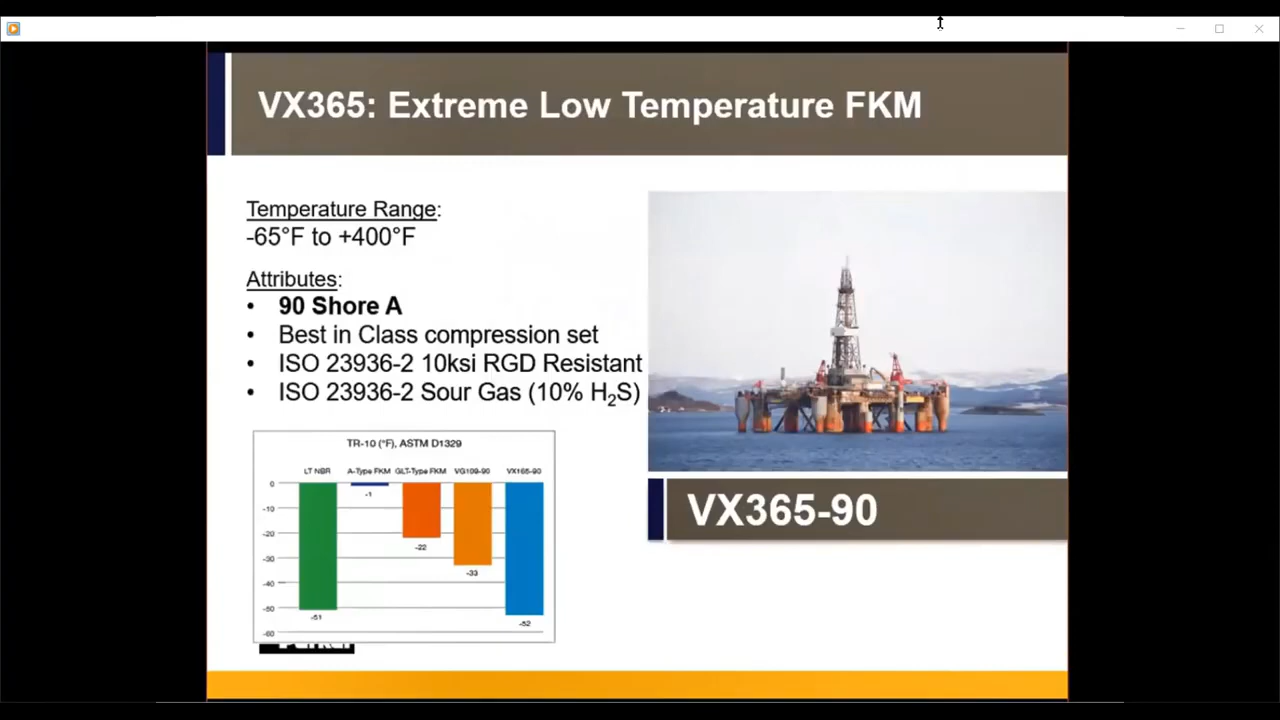 VX365: Extreme Low Temperature FKM
Temperature Range:
-65°F to +400°F
Attributes:
• 90 Shore A
• Best in Class compression set
• ISO 23936-2 10ksi RGD Resistant
• ISO 23936-2 Sour Gas (10% H₂S)
TR-10 (°F), ASTM D1329
LT NBR A-Type FKM GLT-Type FKM VG109-90 VX165-90
0
-10
-20
-30
-40
-50
-60
-51
-1
-22
-33
-52
VX365-90